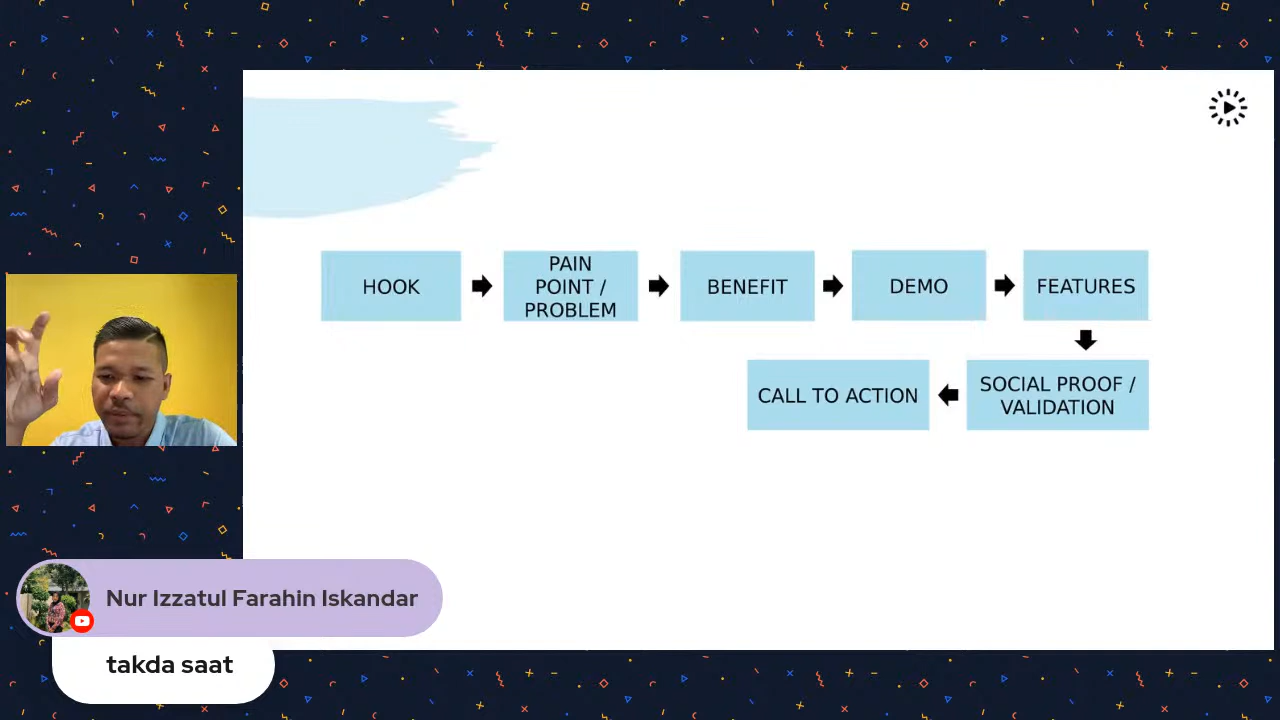 HOOK
PAIN
POINT /
PROBLEM
BENEFIT
DEMO
FEATURES
SOCIAL PROOF /
VALIDATION
CALL TO ACTION
Nur Izzatul Farahin Iskandar
takda saat